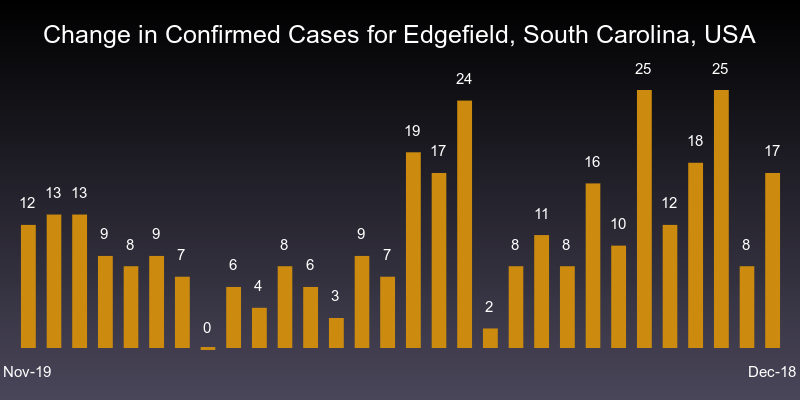 Change in Confirmed Cases for Edgefield, South Carolina, USA
12 13 13 9 8 9 7 0 6 4 8 6 3 9 7 19 17 24 2 8 11 8 16 10 25 12 18 25 8 17
Nov-19 Dec-18